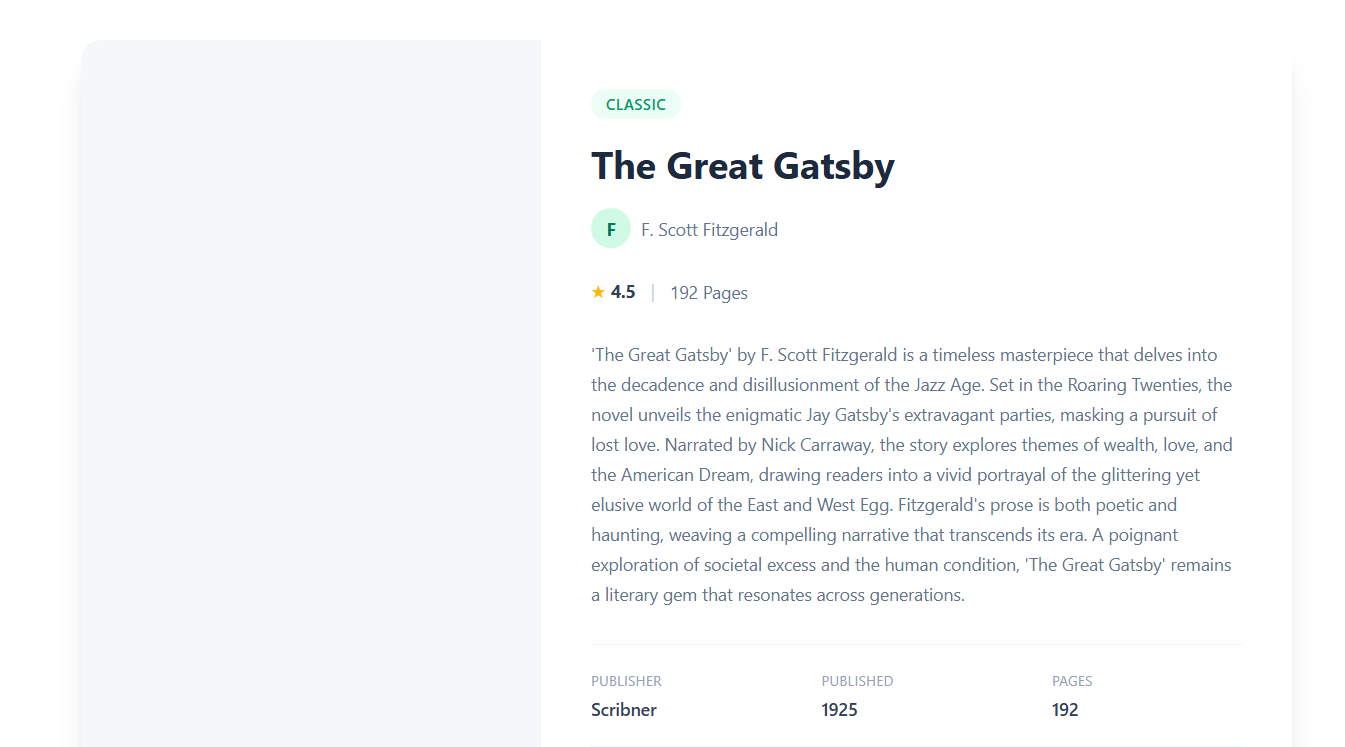 CLASSIC
The Great Gatsby
F
F. Scott Fitzgerald
★ 4.5 | 192 Pages
'The Great Gatsby' by F. Scott Fitzgerald is a timeless masterpiece that delves into
the decadence and disillusionment of the Jazz Age. Set in the Roaring Twenties, the
novel unveils the enigmatic Jay Gatsby's extravagant parties, masking a pursuit of
lost love. Narrated by Nick Carraway, the story explores themes of wealth, love, and
the American Dream, drawing readers into a vivid portrayal of the glittering yet
elusive world of the East and West Egg. Fitzgerald's prose is both poetic and
haunting, weaving a compelling narrative that transcends its era. A poignant
exploration of societal excess and the human condition, 'The Great Gatsby' remains
a literary gem that resonates across generations.
PUBLISHER PUBLISHED PAGES
Scribner 1925 192